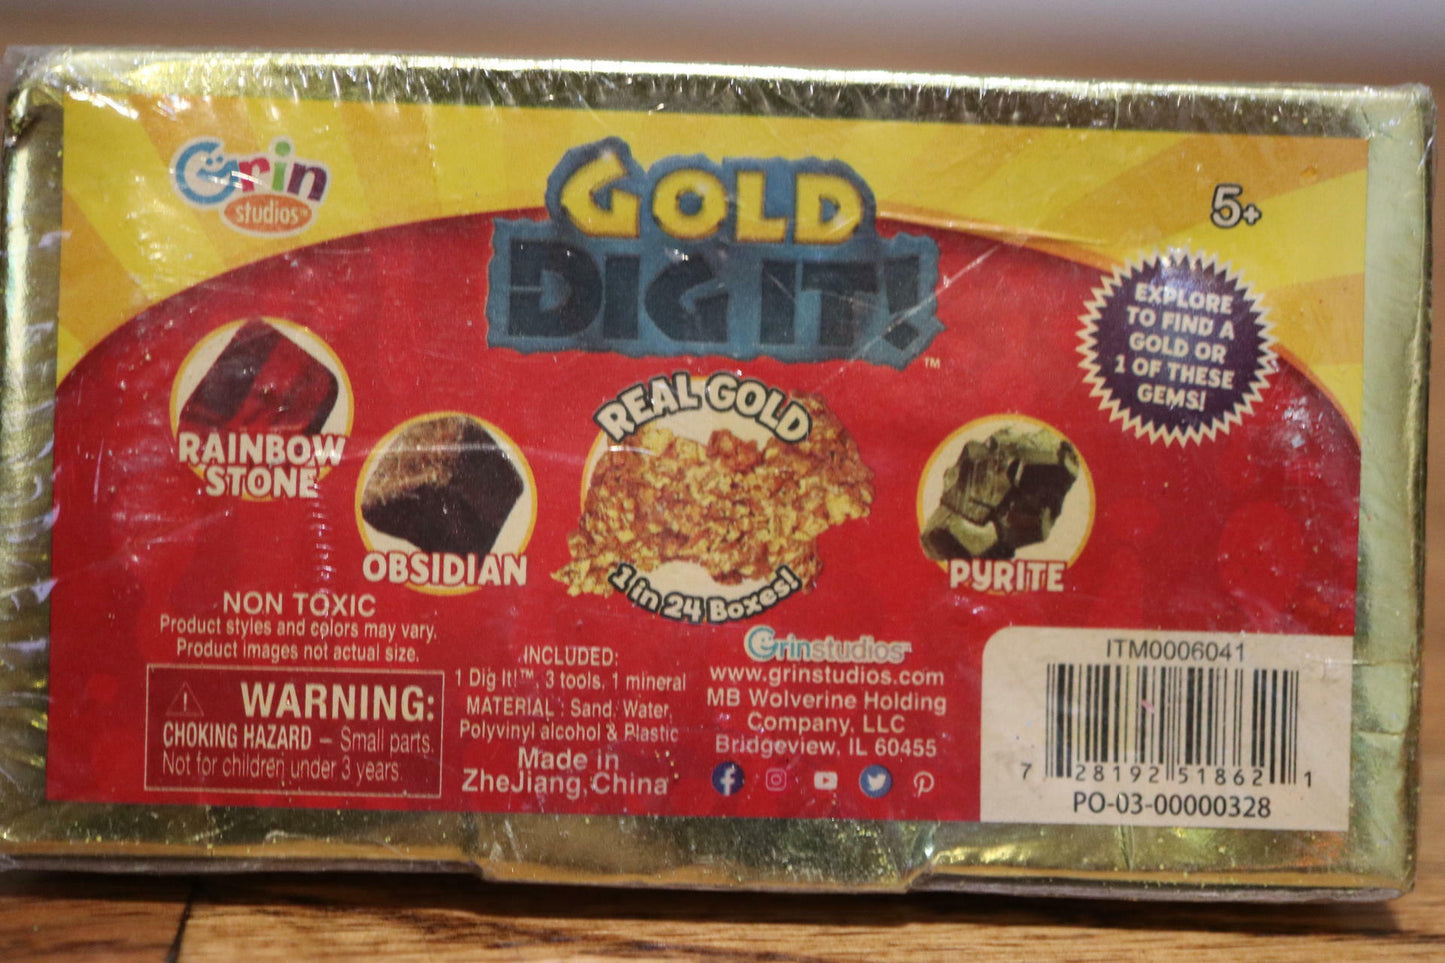 Grin
studios™
GOLD
DIG IT!™
5+
EXPLORE
TO FIND A
GOLD OR
1 OF THESE
GEMS!
RAINBOW
STONE
OBSIDIAN
REAL GOLD
1 in 24 Boxes!
PYRITE
NON TOXIC
Product styles and colors may vary.
Product images not actual size.
WARNING:
CHOKING HAZARD – Small parts.
Not for children under 3 years.
INCLUDED:
1 Dig It!™, 3 tools, 1 mineral
MATERIAL : Sand, Water,
Polyvinyl alcohol & Plastic
Made in
ZheJiang,China
Grinstudios™
www.grinstudios.com
MB Wolverine Holding
Company, LLC
Bridgeview, IL 60455
ITM0006041
7 28192 51862 1
PO-03-00000328